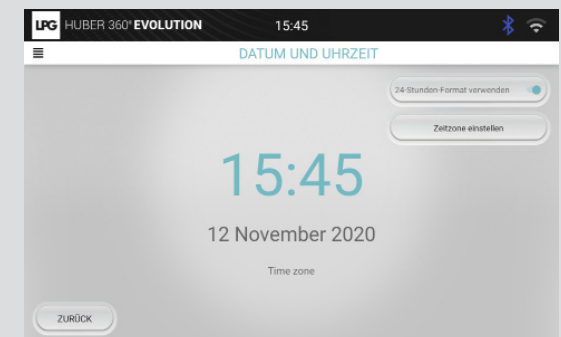 LPG HUBER 360° EVOLUTION 15:45
DATUM UND UHRZEIT
24-Stunden-Format verwenden
Zeitzone einstellen
15:45
12 November 2020
Time zone
ZURÜCK